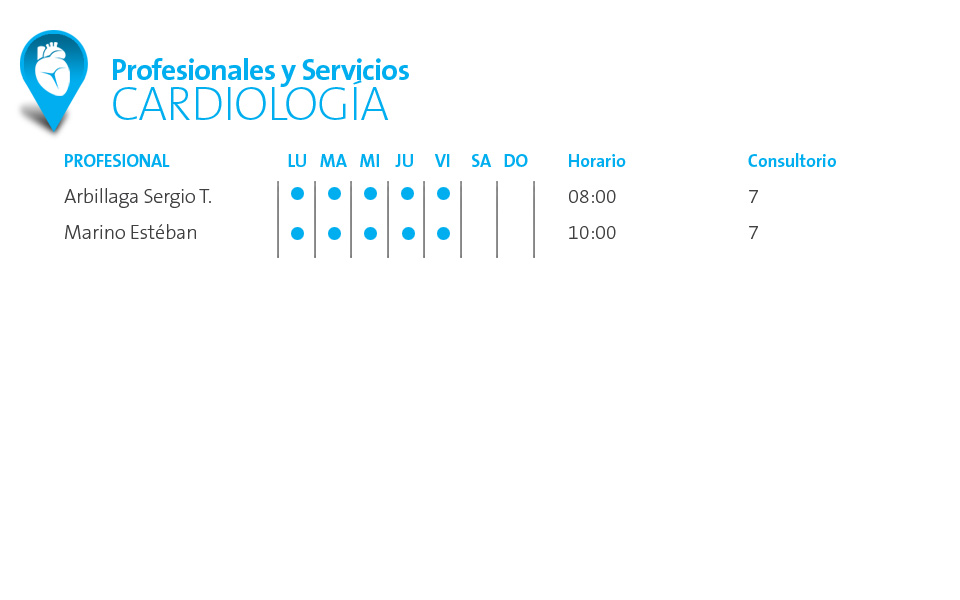 Profesionales y Servicios
CARDIOLOGÍA
PROFESIONAL LU MA MI JU VI SA DO Horario Consultorio
Arbillaga Sergio T. 08:00 7
Marino Estéban 10:00 7